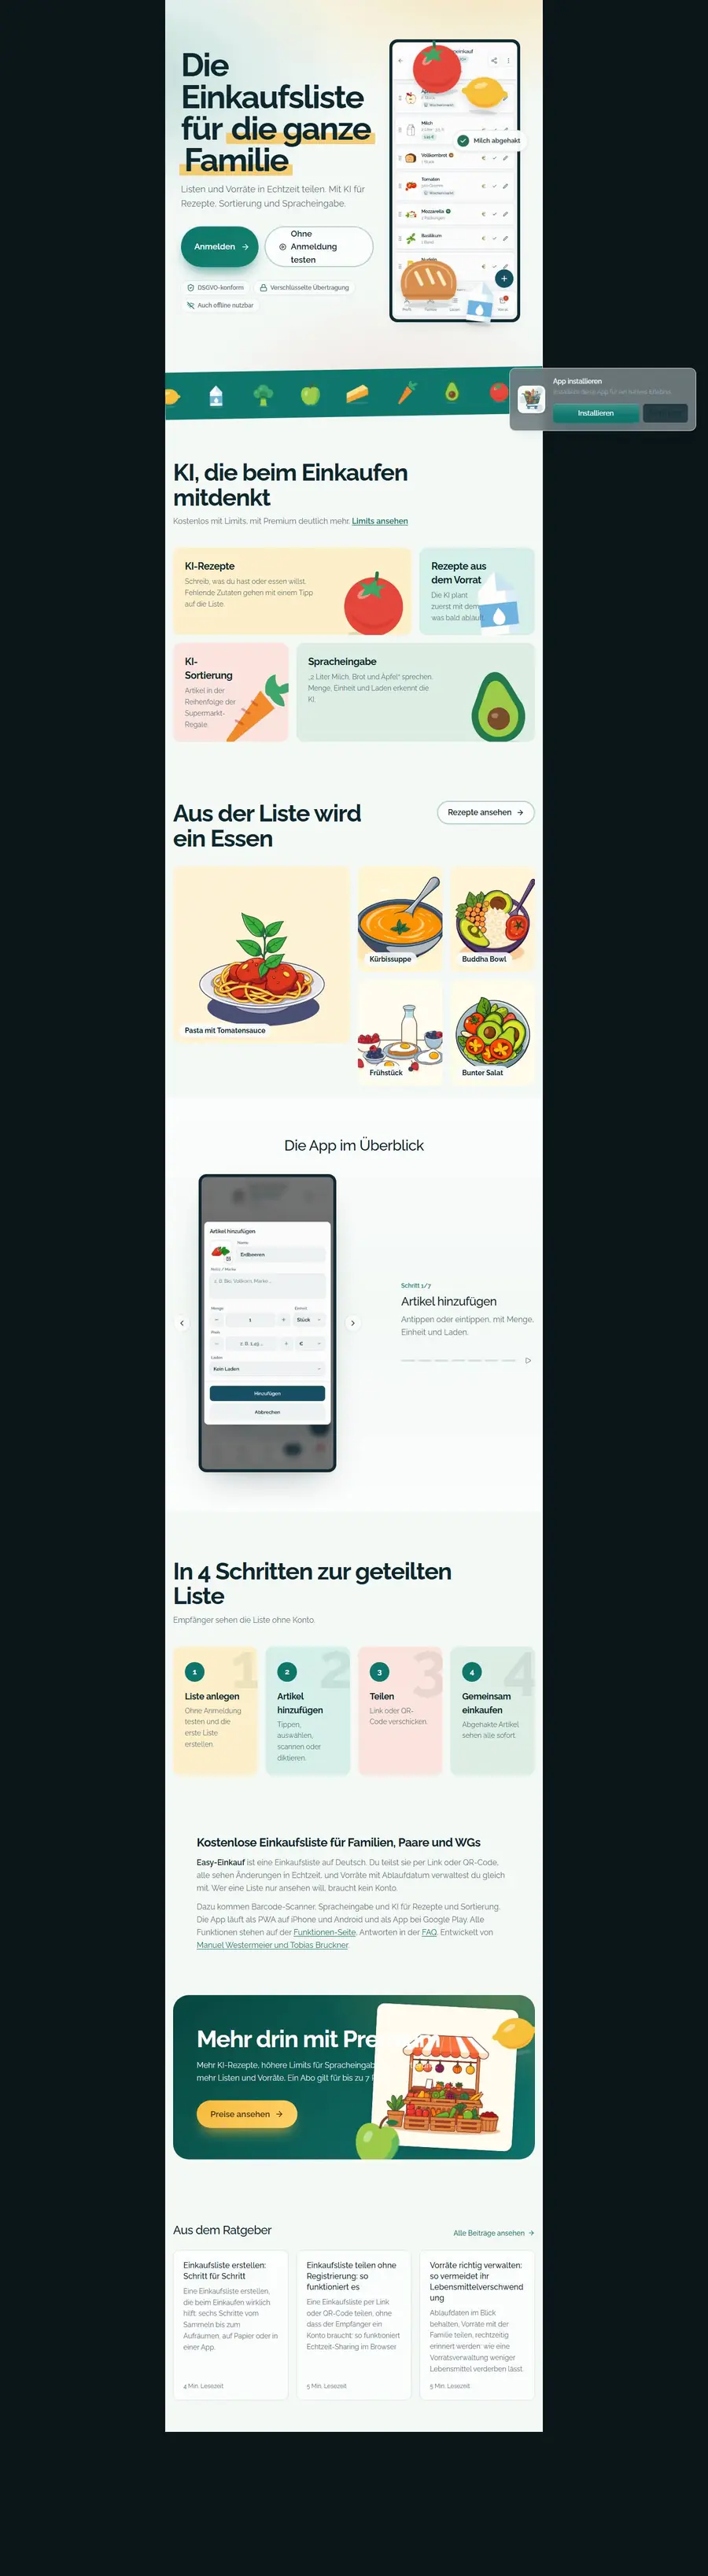 Die
Einkaufsliste
für die ganze
Familie
Listen und Vorräte in Echtzeit teilen. Mit KI für
Rezepte, Sortierung und Spracheingabe.
Anmelden
Ohne
Anmeldung
testen
DSGVO-konform
Verschlüsselte Übertragung
Auch offline nutzbar
Milch
Milch abgehakt
Vollkornbrot
Tomaten
Mozzarella
Basilikum
App installieren
Installieren
KI, die beim Einkaufen
mitdenkt
Kostenlos mit Limits, mit Premium deutlich mehr. Limits ansehen
KI-Rezepte
Schreib, was du hast oder essen willst.
Fehlende Zutaten gehen mit einem Tipp
auf die Liste.
Rezepte aus
dem Vorrat
Die KI plant
zuerst mit dem,
was bald abläuft.
KI-
Sortierung
Artikel in der
Reihenfolge der
Supermarkt-
Regale.
Spracheingabe
„2 Liter Milch, Brot und Äpfel“ sprechen.
Menge, Einheit und Laden erkennt die
KI.
Aus der Liste wird
ein Essen
Rezepte ansehen
Pasta mit Tomatensauce
Kürbissuppe
Buddha Bowl
Frühstück
Bunter Salat
Die App im Überblick
Artikel hinzufügen
Name
Erdbeeren
Menge
Einheit
1
Stück
€
Laden
Kein Laden
Hinzufügen
Abbrechen
Schritt 1/7
Artikel hinzufügen
Antippen oder eintippen, mit Menge,
Einheit und Laden.
In 4 Schritten zur geteilten
Liste
Empfänger sehen die Liste ohne Konto.
1
1
Liste anlegen
Ohne Anmeldung
testen und die
erste Liste
erstellen.
2
2
Artikel
hinzufügen
Tippen,
auswählen,
scannen oder
diktieren.
3
3
Teilen
Link oder QR-
Code verschicken.
4
4
Gemeinsam
einkaufen
Abgehakte Artikel
sehen alle sofort.
Kostenlose Einkaufsliste für Familien, Paare und WGs
Easy-Einkauf ist eine Einkaufsliste auf Deutsch. Du teilst sie per Link oder QR-Code,
alle sehen Änderungen in Echtzeit, und Vorräte mit Ablaufdatum verwaltest du gleich
mit. Wer eine Liste nur ansehen will, braucht kein Konto.
Dazu kommen Barcode-Scanner, Spracheingabe und KI für Rezepte und Sortierung.
Die App läuft als PWA auf iPhone und Android und als App bei Google Play. Alle
Funktionen stehen auf der Funktionen-Seite, Antworten in der FAQ. Entwickelt von
Manuel Westermeier und Tobias Bruckner.
Mehr drin mit Premium
Mehr KI-Rezepte, höhere Limits für Spracheingab
mehr Listen und Vorräte. Ein Abo gilt für bis zu 7
Preise ansehen
Aus dem Ratgeber
Alle Beiträge ansehen
Einkaufsliste erstellen:
Schritt für Schritt
Eine Einkaufsliste erstellen,
die beim Einkaufen wirklich
hilft: sechs Schritte vom
Sammeln bis zum
Aufräumen, auf Papier oder in
einer App.
4 Min. Lesezeit
Einkaufsliste teilen ohne
Registrierung: so
funktioniert es
Eine Einkaufsliste per Link
oder QR-Code teilen, ohne
dass der Empfänger ein
Konto braucht: so funktioniert
Echtzeit-Sharing im Browser.
5 Min. Lesezeit
Vorräte richtig verwalten:
so vermeidet ihr
Lebensmittelverschwend
ung
Ablaufdaten im Blick
behalten, Vorräte mit der
Familie teilen, rechtzeitig
erinnert werden: wie eine
Vorratsverwaltung weniger
Lebensmittel verderben lässt.
5 Min. Lesezeit